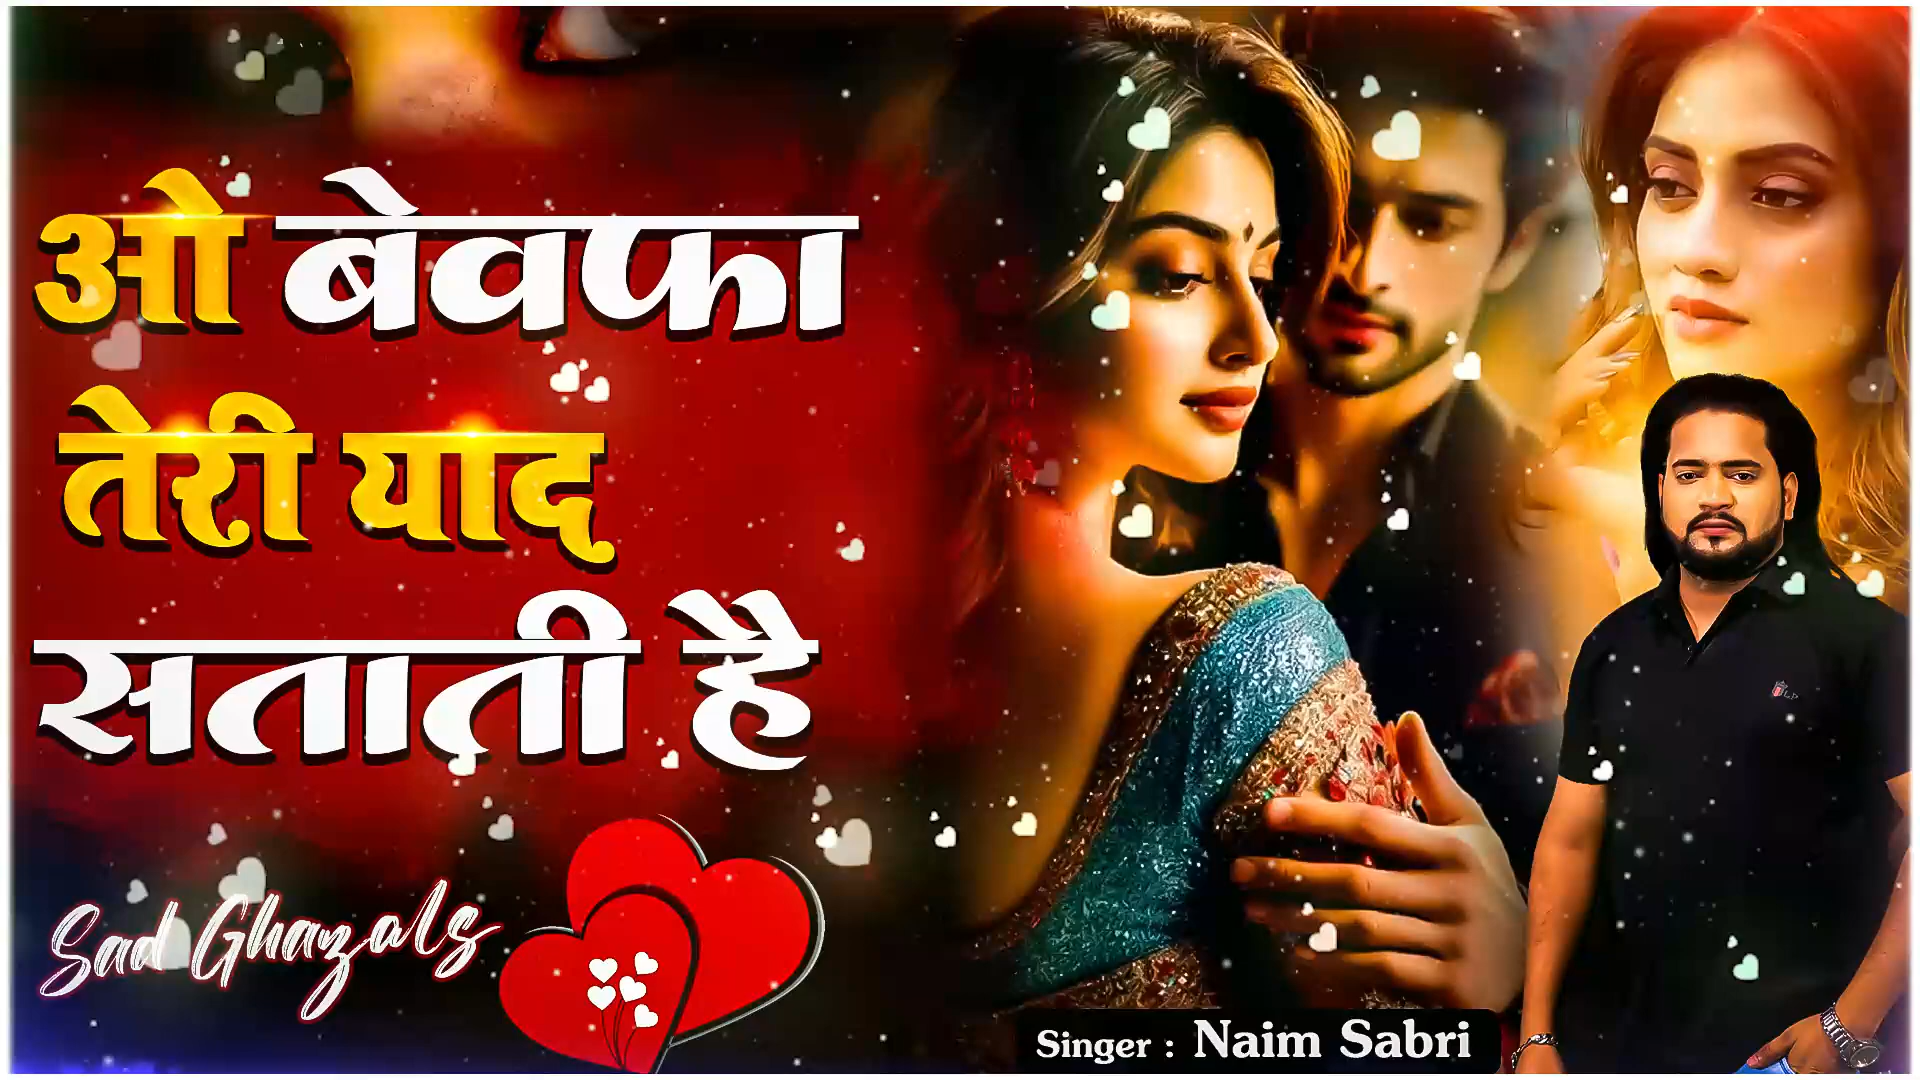 ओ बेवफा
तेरी याद
सताती है
Sad Ghazals
Singer : Naim Sabri